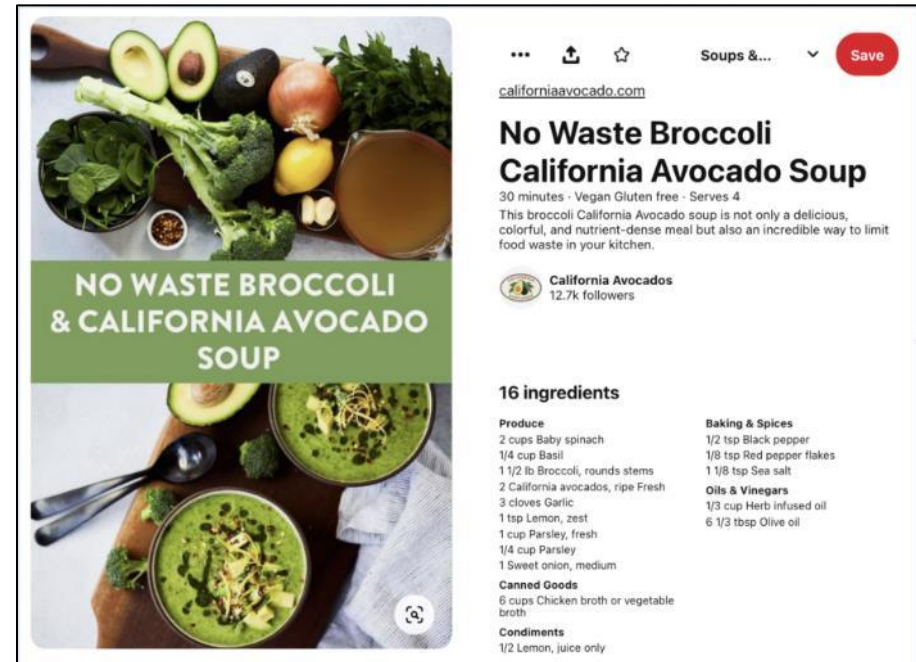 NO WASTE BROCCOLI
& CALIFORNIA AVOCADO
SOUP
Soups &...
Save
californiaavocado.com
No Waste Broccoli
California Avocado Soup
30 minutes · Vegan Gluten free · Serves 4
This broccoli California Avocado soup is not only a delicious,
colorful, and nutrient-dense meal but also an incredible way to limit
food waste in your kitchen.
California Avocados
12.7k followers
16 ingredients
Produce
2 cups Baby spinach
1/4 cup Basil
1 1/2 lb Broccoli, rounds stems
2 California avocados, ripe Fresh
3 cloves Garlic
1 tsp Lemon, zest
1 cup Parsley, fresh
1/4 cup Parsley
1 Sweet onion, medium
Canned Goods
6 cups Chicken broth or vegetable
broth
Condiments
1/2 Lemon, juice only
Baking & Spices
1/2 tsp Black pepper
1/8 tsp Red pepper flakes
1 1/8 tsp Sea salt
Oils & Vinegars
1/3 cup Herb infused oil
6 1/3 tbsp Olive oil